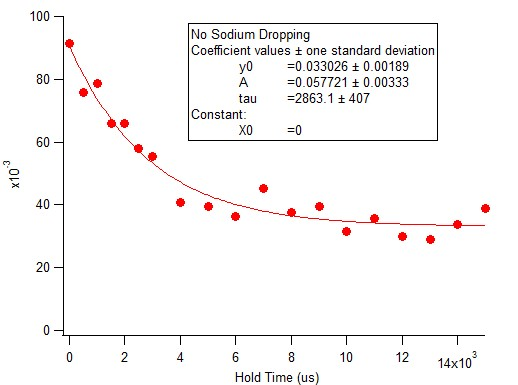 100
80
60
40
20
0
x10-3
No Sodium Dropping
Coefficient values ± one standard deviation
y0 =0.033026 ± 0.00189
A =0.057721 ± 0.00333
tau =2863.1 ± 407
Constant:
X0 =0
0 2 4 6 8 10 12 14x10³
Hold Time (us)